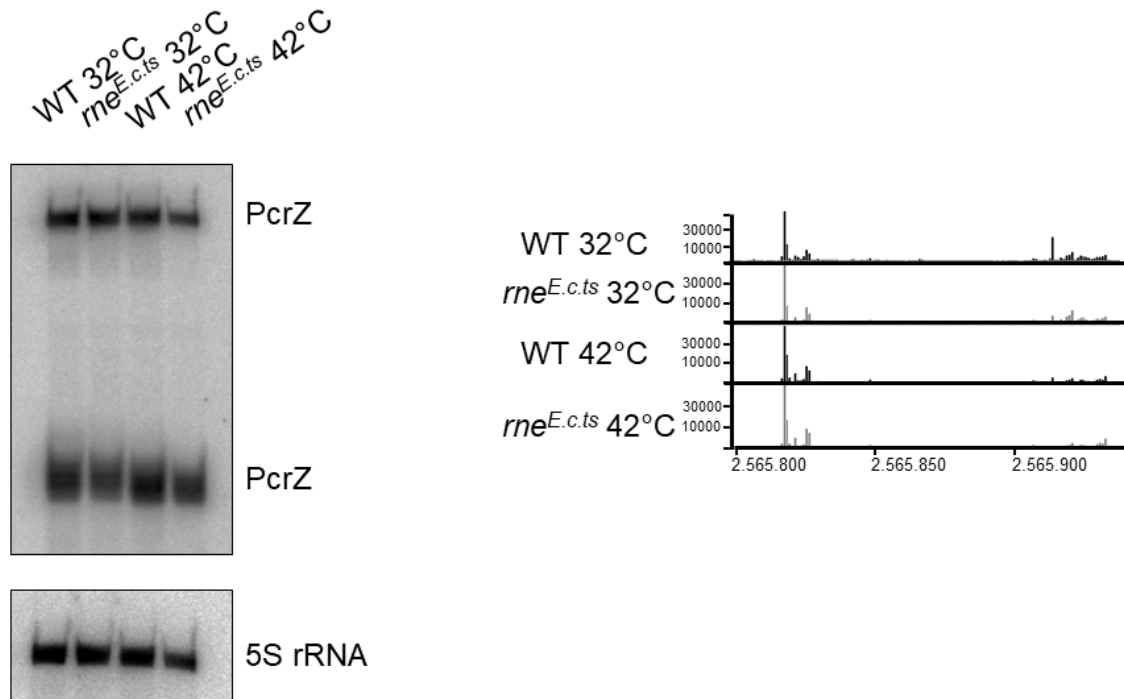 WT 32°C
rne^E.c.ts 32°C
WT 42°C
rne^E.c.ts 42°C
PcrZ
PcrZ
5S rRNA
WT 32°C
30000
10000
rne^E.c.ts 32°C
30000
10000
WT 42°C
30000
10000
rne^E.c.ts 42°C
30000
10000
2.565.800 2.565.850 2.565.900